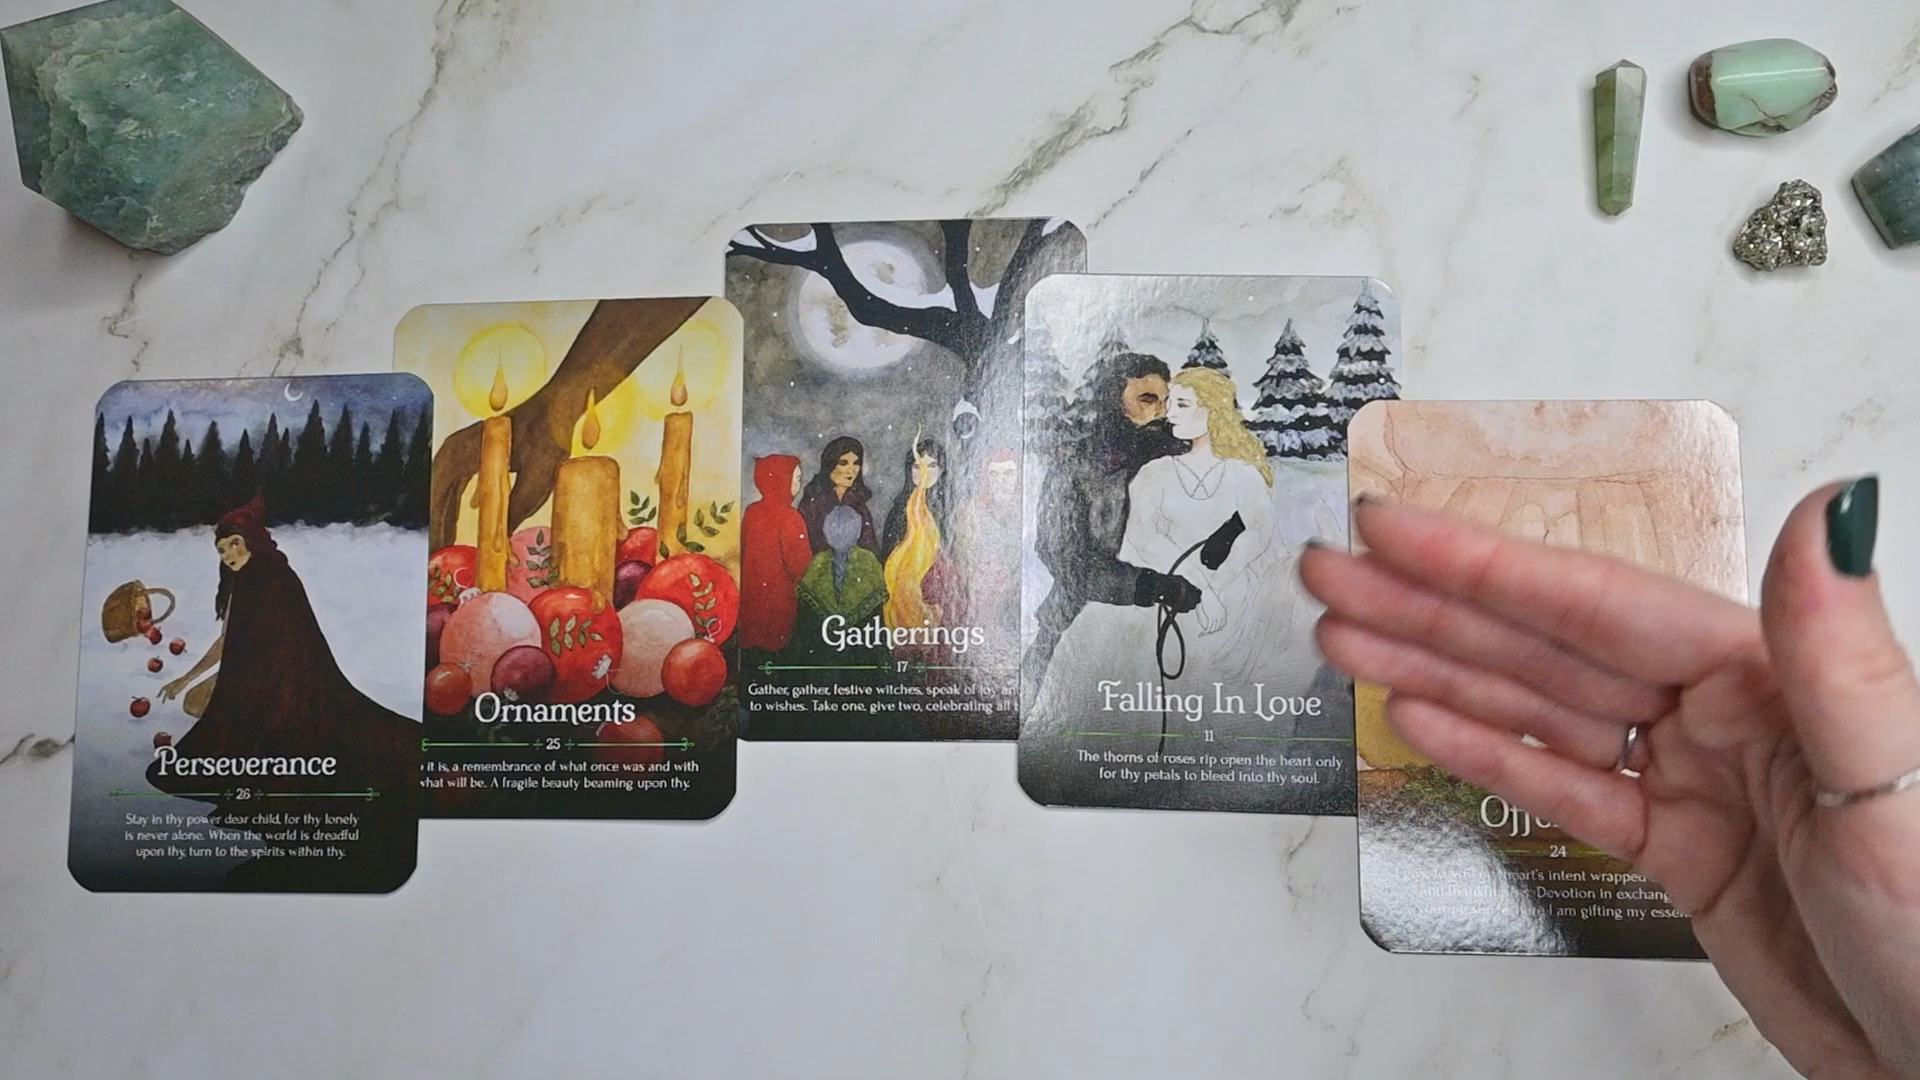 Perseverance
26
Stay in thy power dear child, for thy lonely
is never alone. When the world is dreadful
upon thy, turn to the spirits within thy.
Ornaments
25
it is, a remembrance of what once was and with
what will be. A fragile beauty beaming upon thy.
Gatherings
17
Gather, gather, festive witches, speak of joy
to wishes. Take one, give two, celebrating all
Falling In Love
11
The thorns of roses rip open the heart only
for thy petals to bleed into thy soul.
24
intent wrapped
Devotion in
I am gifting my